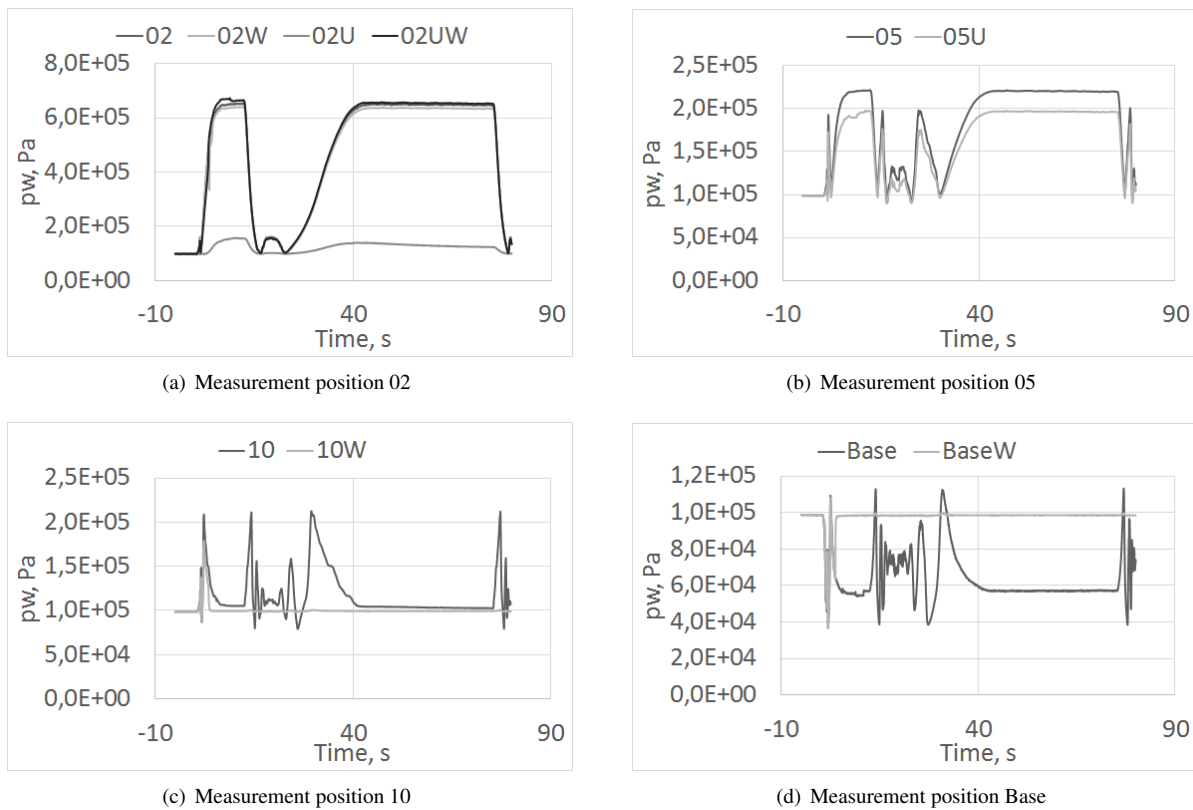 02 02W 02U 02UW
8,0E+05
6,0E+05
4,0E+05
2,0E+05
0,0E+00
pw, Pa
-10 40 90
Time, s
(a) Measurement position 02
05 05U
2,5E+05
2,0E+05
1,5E+05
1,0E+05
5,0E+04
0,0E+00
pw, Pa
-10 40 90
Time, s
(b) Measurement position 05
10 10W
2,5E+05
2,0E+05
1,5E+05
1,0E+05
5,0E+04
0,0E+00
pw, Pa
-10 40 90
Time, s
(c) Measurement position 10
Base BaseW
1,2E+05
1,0E+05
8,0E+04
6,0E+04
4,0E+04
2,0E+04
0,0E+00
pw, Pa
-10 40 90
Time, s
(d) Measurement position Base